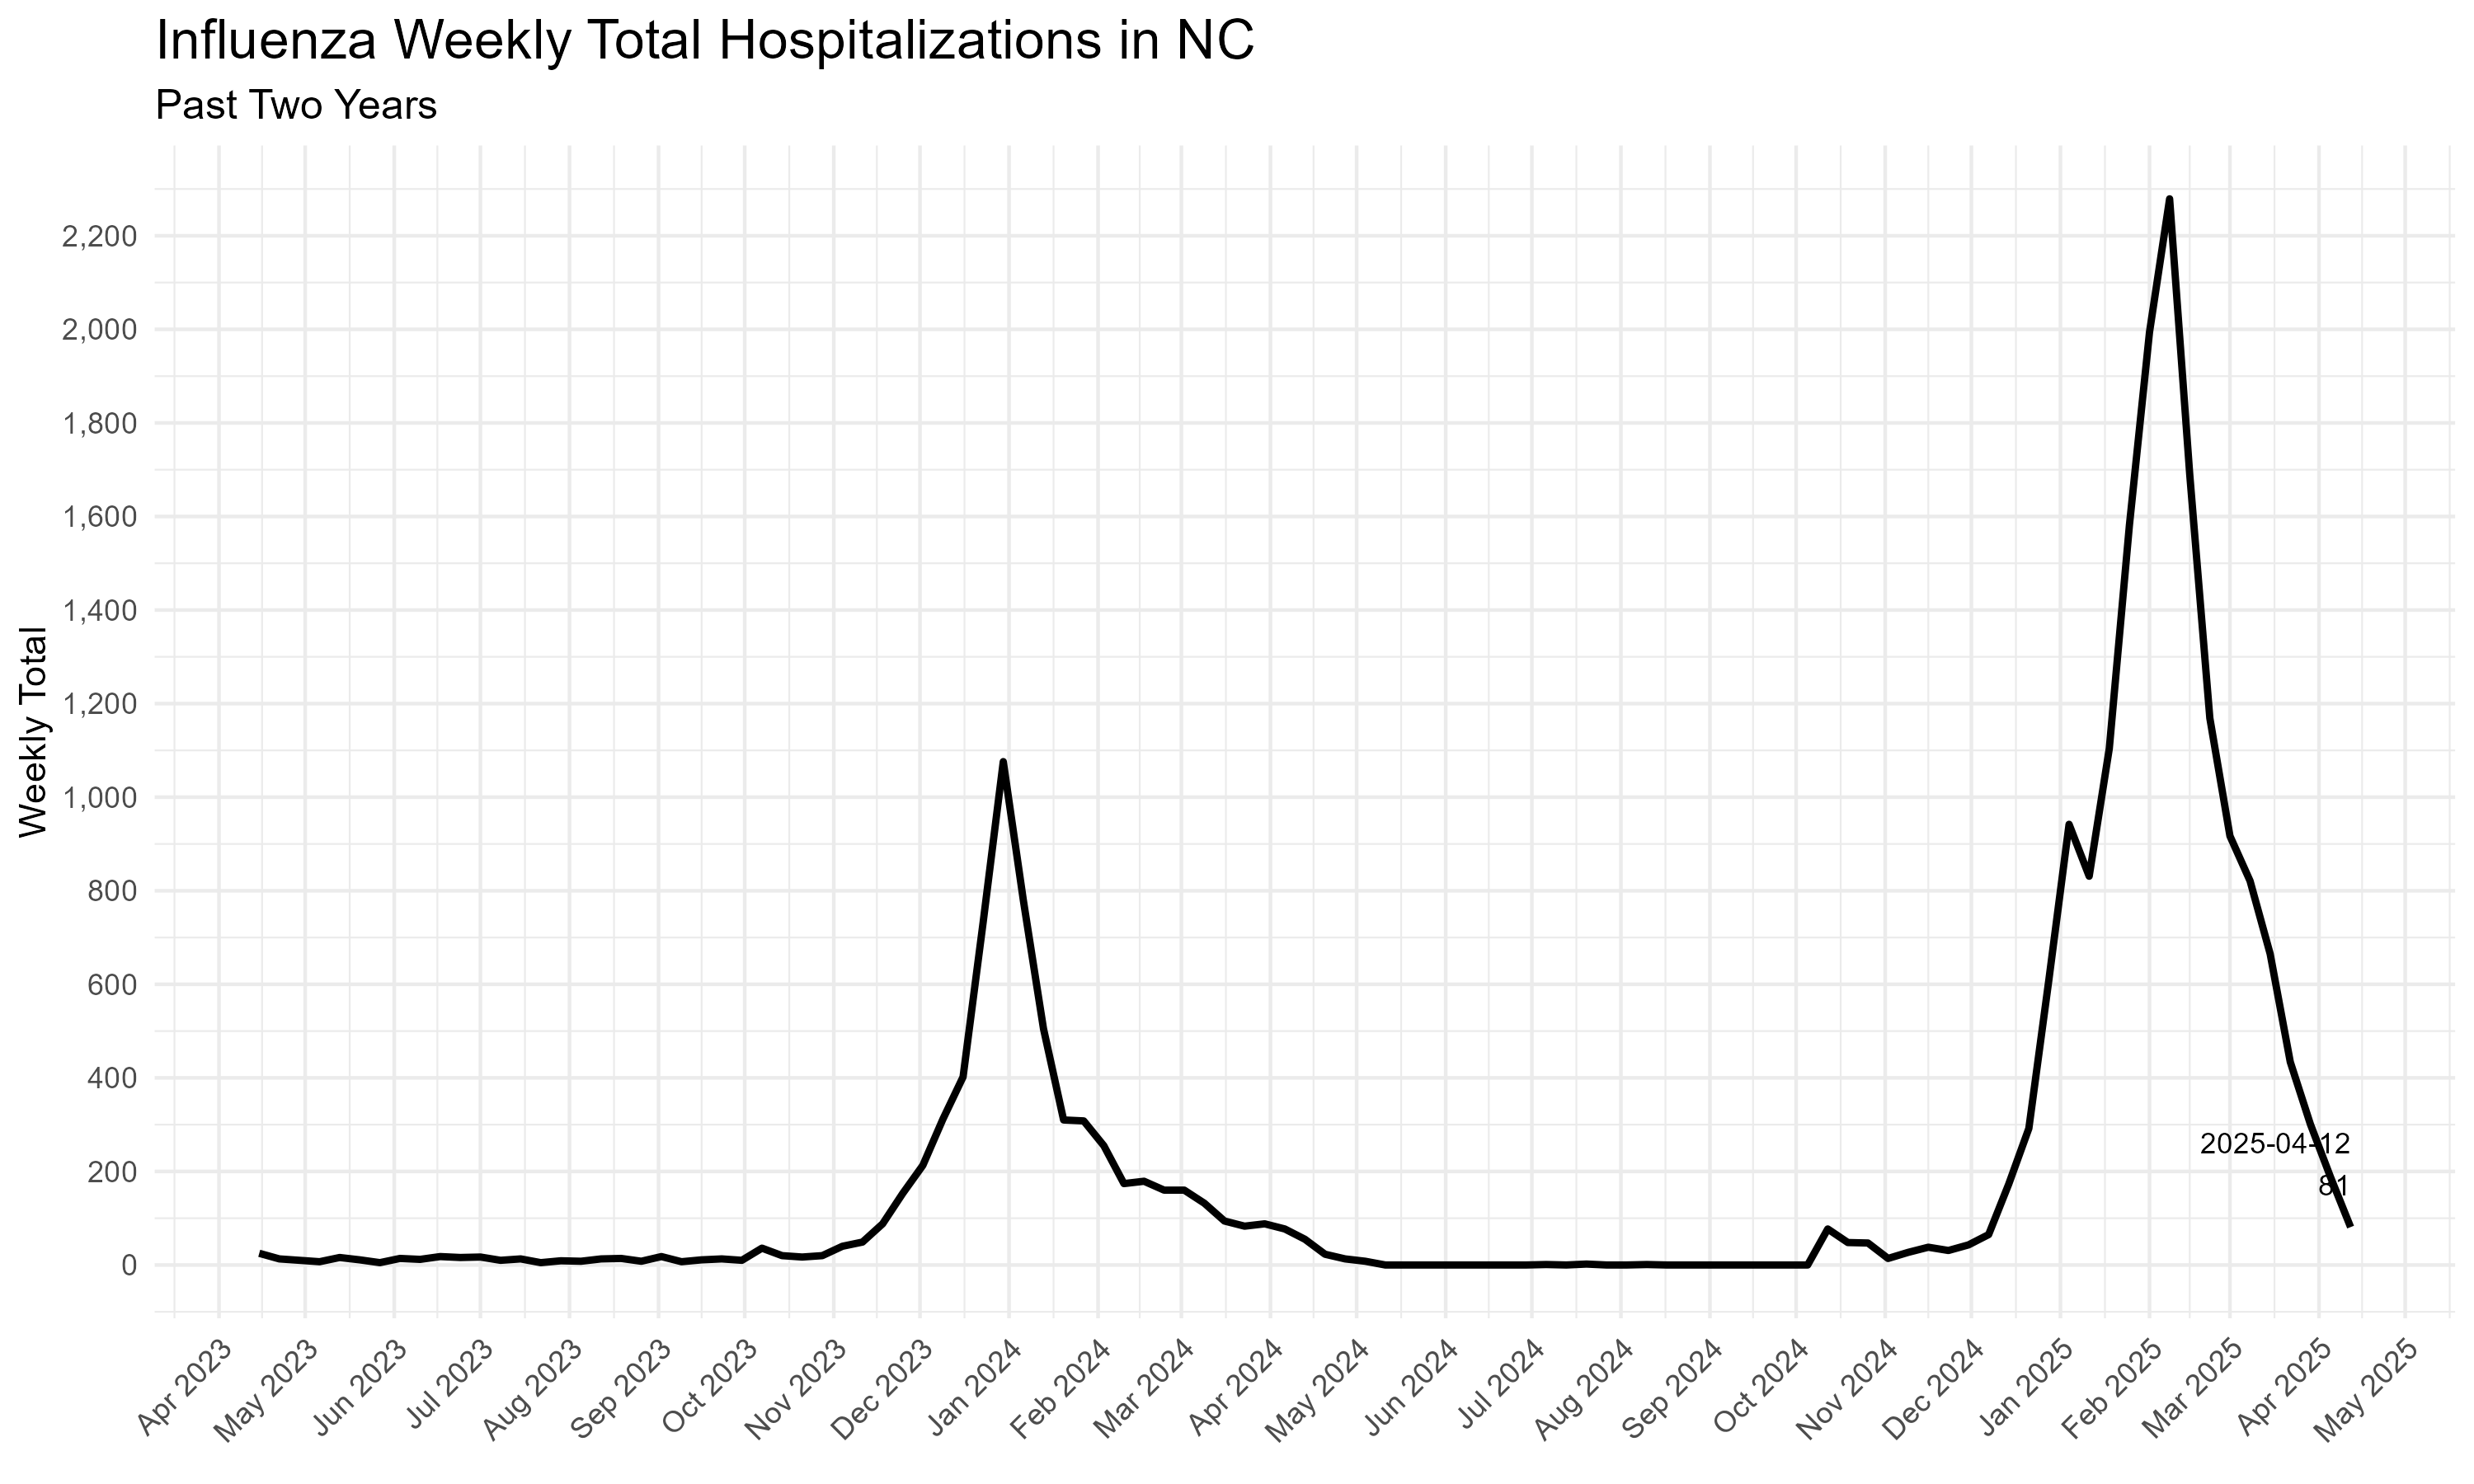 Influenza Weekly Total Hospitalizations in NC
Past Two Years
Weekly Total
2,200
2,000
1,800
1,600
1,400
1,200
1,000
800
600
400
200
0
2025-04-12
81
Apr 2023
May 2023
Jun 2023
Jul 2023
Aug 2023
Sep 2023
Oct 2023
Nov 2023
Dec 2023
Jan 2024
Feb 2024
Mar 2024
Apr 2024
May 2024
Jun 2024
Jul 2024
Aug 2024
Sep 2024
Oct 2024
Nov 2024
Dec 2024
Jan 2025
Feb 2025
Mar 2025
Apr 2025
May 2025